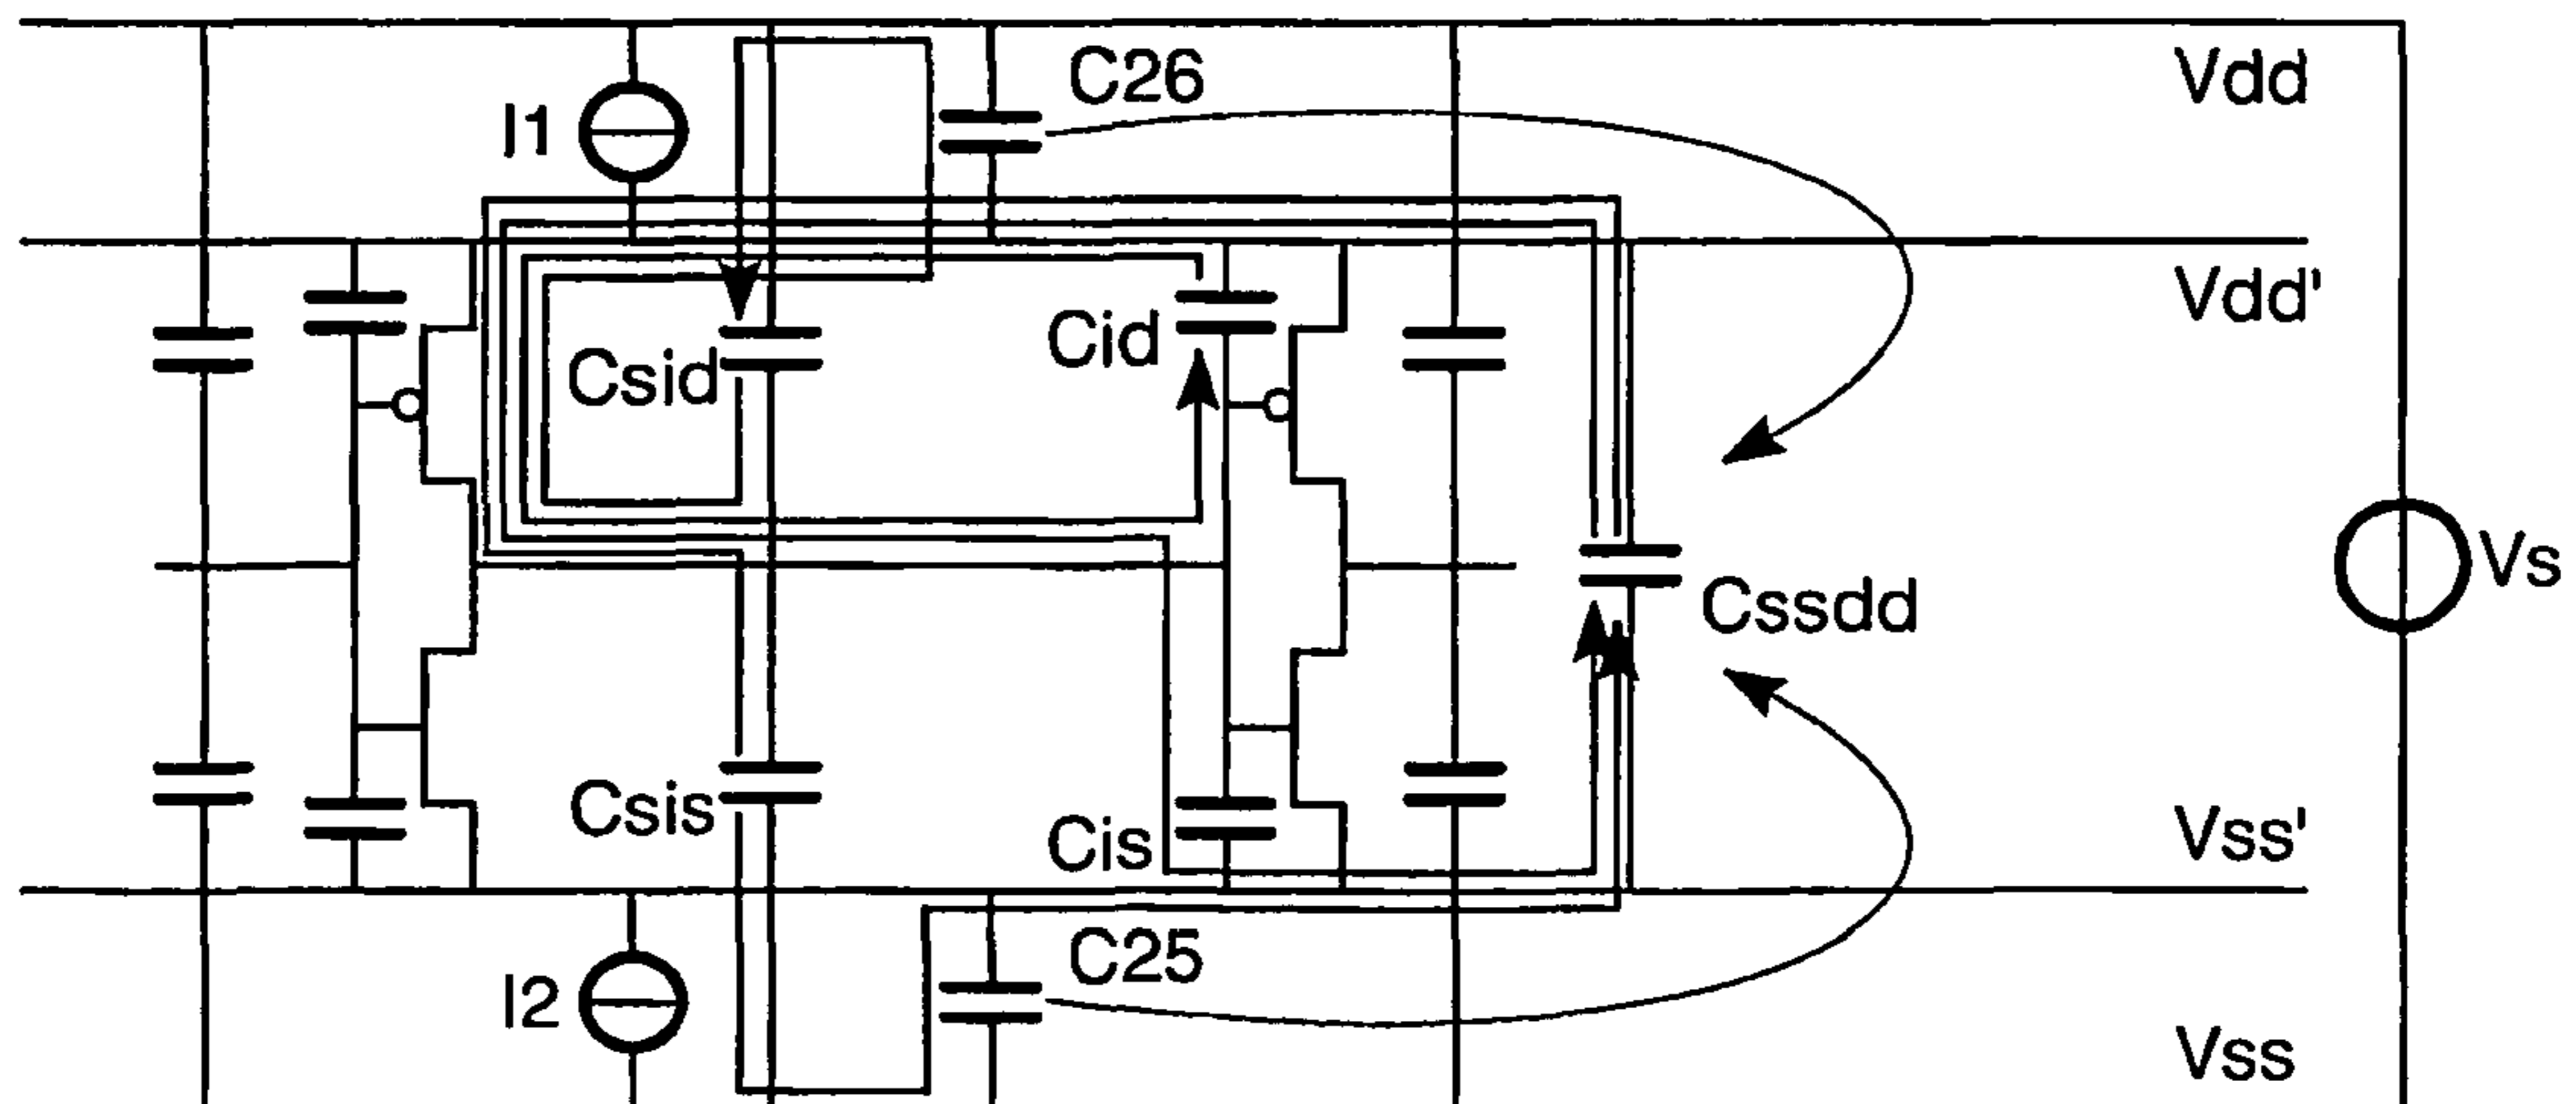 C26
Vdd
I1
Vdd'
Cid
Csid
Vs
Cssdd
Csis
Vss'
Cis
C25
I2
Vss